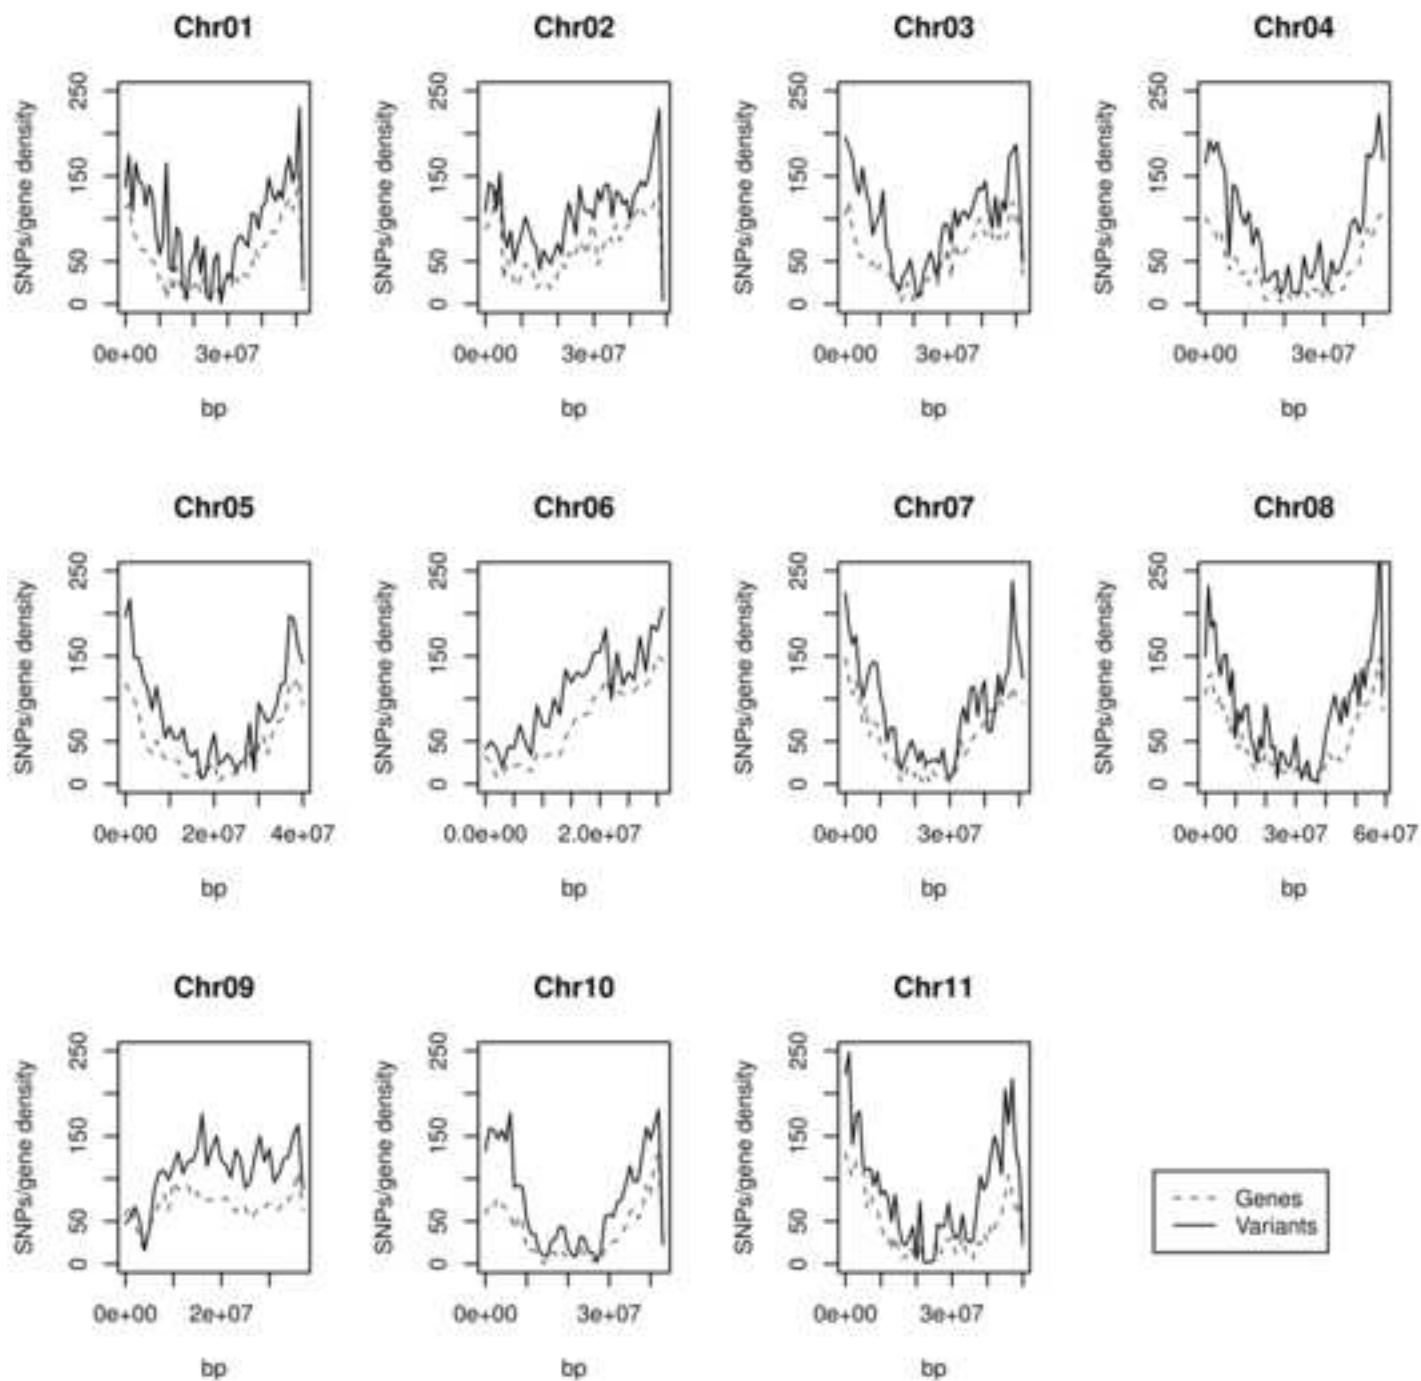 Chr01 Chr02 Chr03 Chr04
SNPs/gene density SNPs/gene density SNPs/gene density SNPs/gene density
250 250 250 250
150 150 150 150
50 50 50 50
0 0 0 0
0e+00 3e+07 0e+00 3e+07 0e+00 3e+07 0e+00 3e+07
bp bp bp bp
Chr05 Chr06 Chr07 Chr08
SNPs/gene density SNPs/gene density SNPs/gene density SNPs/gene density
250 250 250 250
150 150 150 150
50 50 50 50
0 0 0 0
0e+00 2e+07 4e+07 0.0e+00 2.0e+07 0e+00 3e+07 0e+00 3e+07 6e+07
bp bp bp bp
Chr09 Chr10 Chr11
SNPs/gene density SNPs/gene density SNPs/gene density
250 250 250
150 150 150
50 50 50
0 0 0
0e+00 2e+07 0e+00 3e+07 0e+00 3e+07
bp bp bp
Genes
Variants